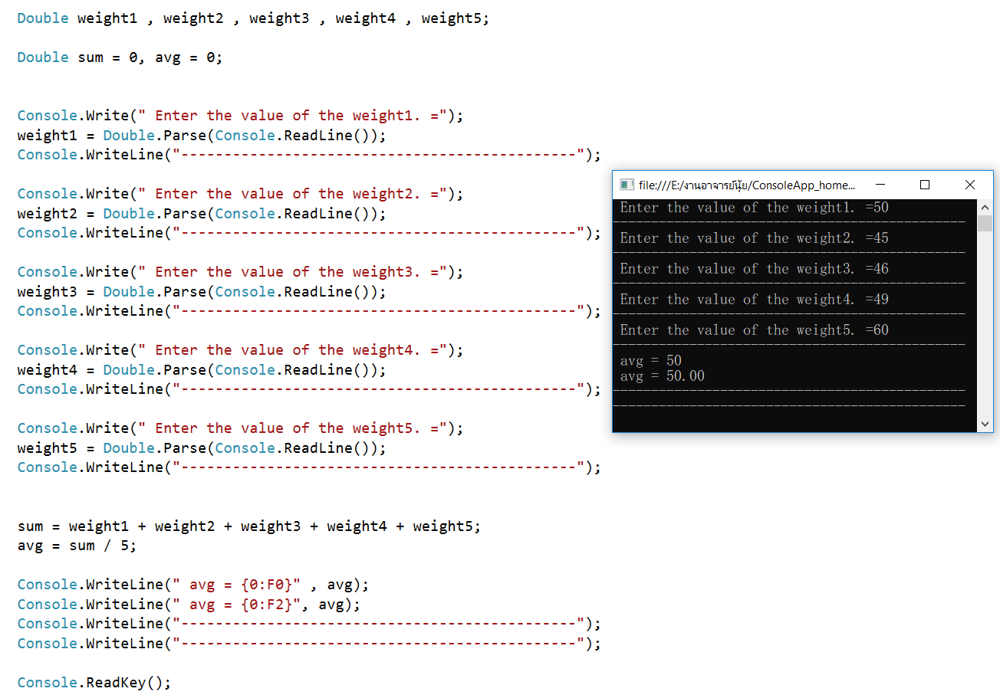 Double weight1 , weight2 , weight3 , weight4 , weight5;
Double sum = 0, avg = 0;
Console.Write(" Enter the value of the weight1. =");
weight1 = Double.Parse(Console.ReadLine());
Console.WriteLine("----------------------------------------------");
Console.Write(" Enter the value of the weight2. =");
weight2 = Double.Parse(Console.ReadLine());
Console.WriteLine("----------------------------------------------");
Console.Write(" Enter the value of the weight3. =");
weight3 = Double.Parse(Console.ReadLine());
Console.WriteLine("----------------------------------------------");
Console.Write(" Enter the value of the weight4. =");
weight4 = Double.Parse(Console.ReadLine());
Console.WriteLine("----------------------------------------------");
Console.Write(" Enter the value of the weight5. =");
weight5 = Double.Parse(Console.ReadLine());
Console.WriteLine("----------------------------------------------");
sum = weight1 + weight2 + weight3 + weight4 + weight5;
avg = sum / 5;
Console.WriteLine(" avg = {0:F0}" , avg);
Console.WriteLine(" avg = {0:F2}", avg);
Console.WriteLine("----------------------------------------------");
Console.WriteLine("----------------------------------------------");
Console.ReadKey();
file:///E:/งานอาจารย์นุ้ย/ConsoleApp_home...
Enter the value of the weight1. =50
----------------------------------------------
Enter the value of the weight2. =45
----------------------------------------------
Enter the value of the weight3. =46
----------------------------------------------
Enter the value of the weight4. =49
----------------------------------------------
Enter the value of the weight5. =60
----------------------------------------------
avg = 50
avg = 50.00
----------------------------------------------
----------------------------------------------